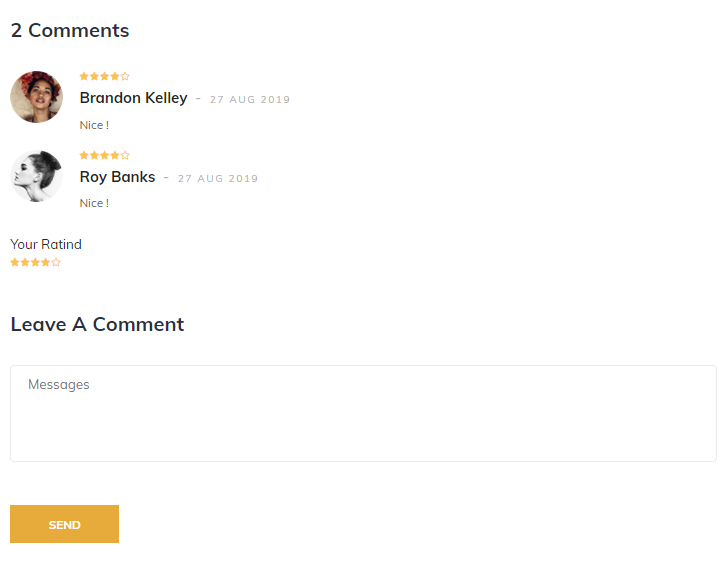 2 Comments
Brandon Kelley - 27 AUG 2019
Nice !
Roy Banks - 27 AUG 2019
Nice !
Your Ratind
Leave A Comment
Messages
SEND